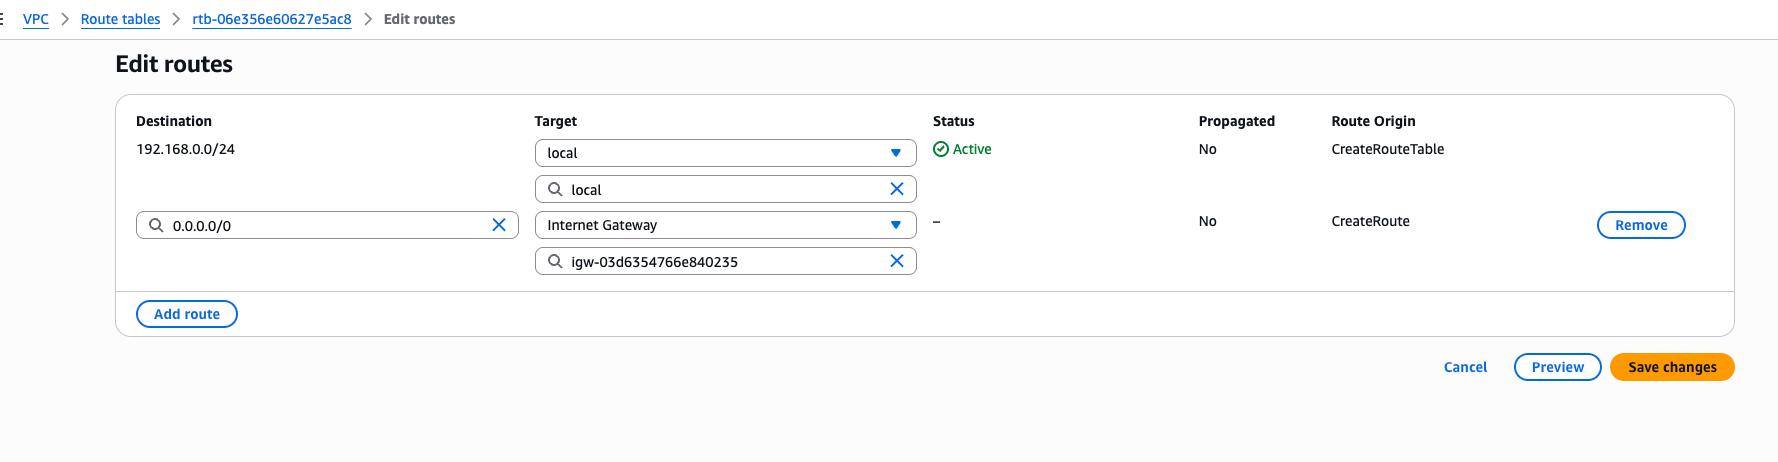 VPC > Route tables > rtb-06e356e60627e5ac8 > Edit routes
Edit routes
Destination Target Status Propagated Route Origin
192.168.0.0/24 local Active No CreateRouteTable
local
0.0.0.0/0 Internet Gateway – No CreateRoute Remove
igw-03d6354766e840235
Add route
Cancel Preview Save changes